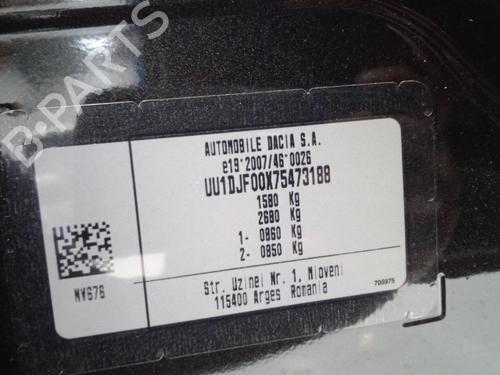 B-PARTS
AUTOMOBILE DACIA S.A.
e19*2007/46*0026
UU1DJF00X75473188
1580 Kg
2680 Kg
1- 0860 Kg
2- 0850 Kg
NV676
Str. Uzinei Nr. 1, Mioveni
115400 Arges Romania
705975